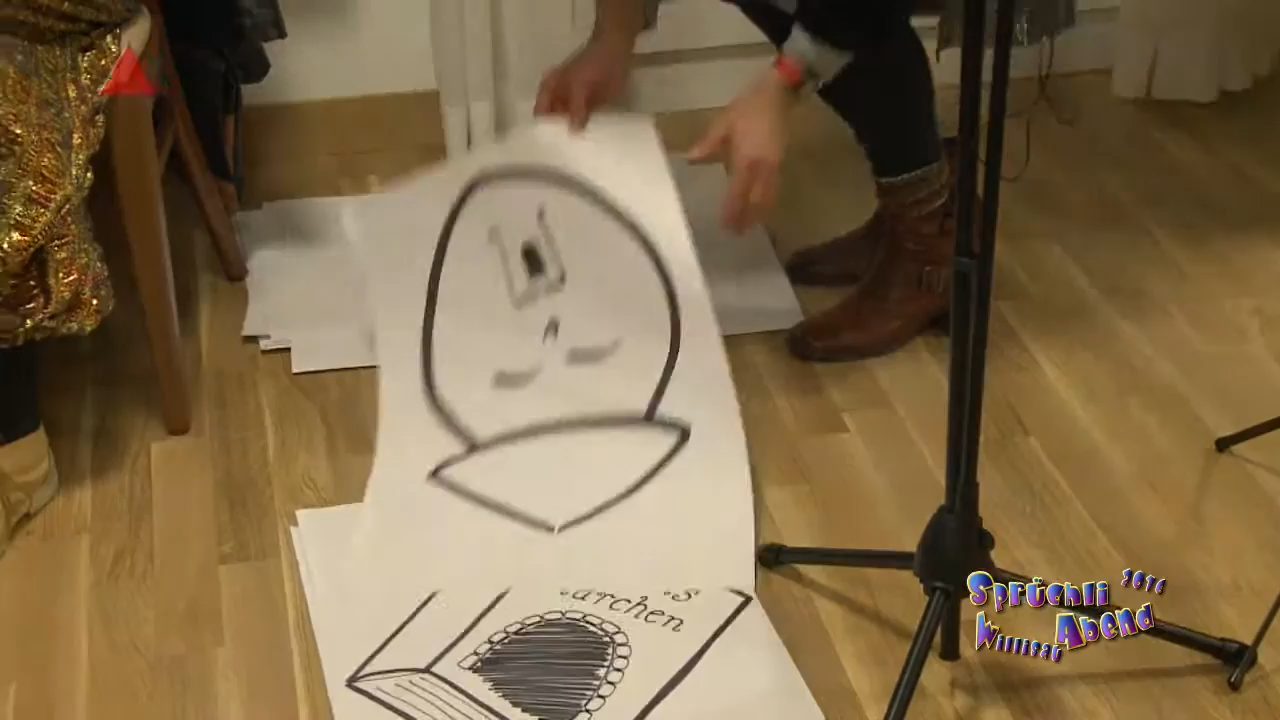 's
archen
Sprüchli 2016
Abend
Willisau